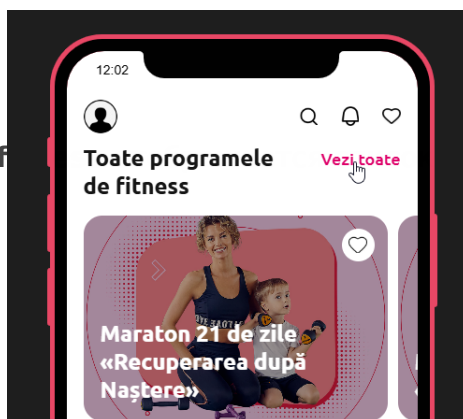 12:02
Toate programele
de fitness
Vezi toate
Maraton 21 de zile
«Recuperarea după
Naștere»